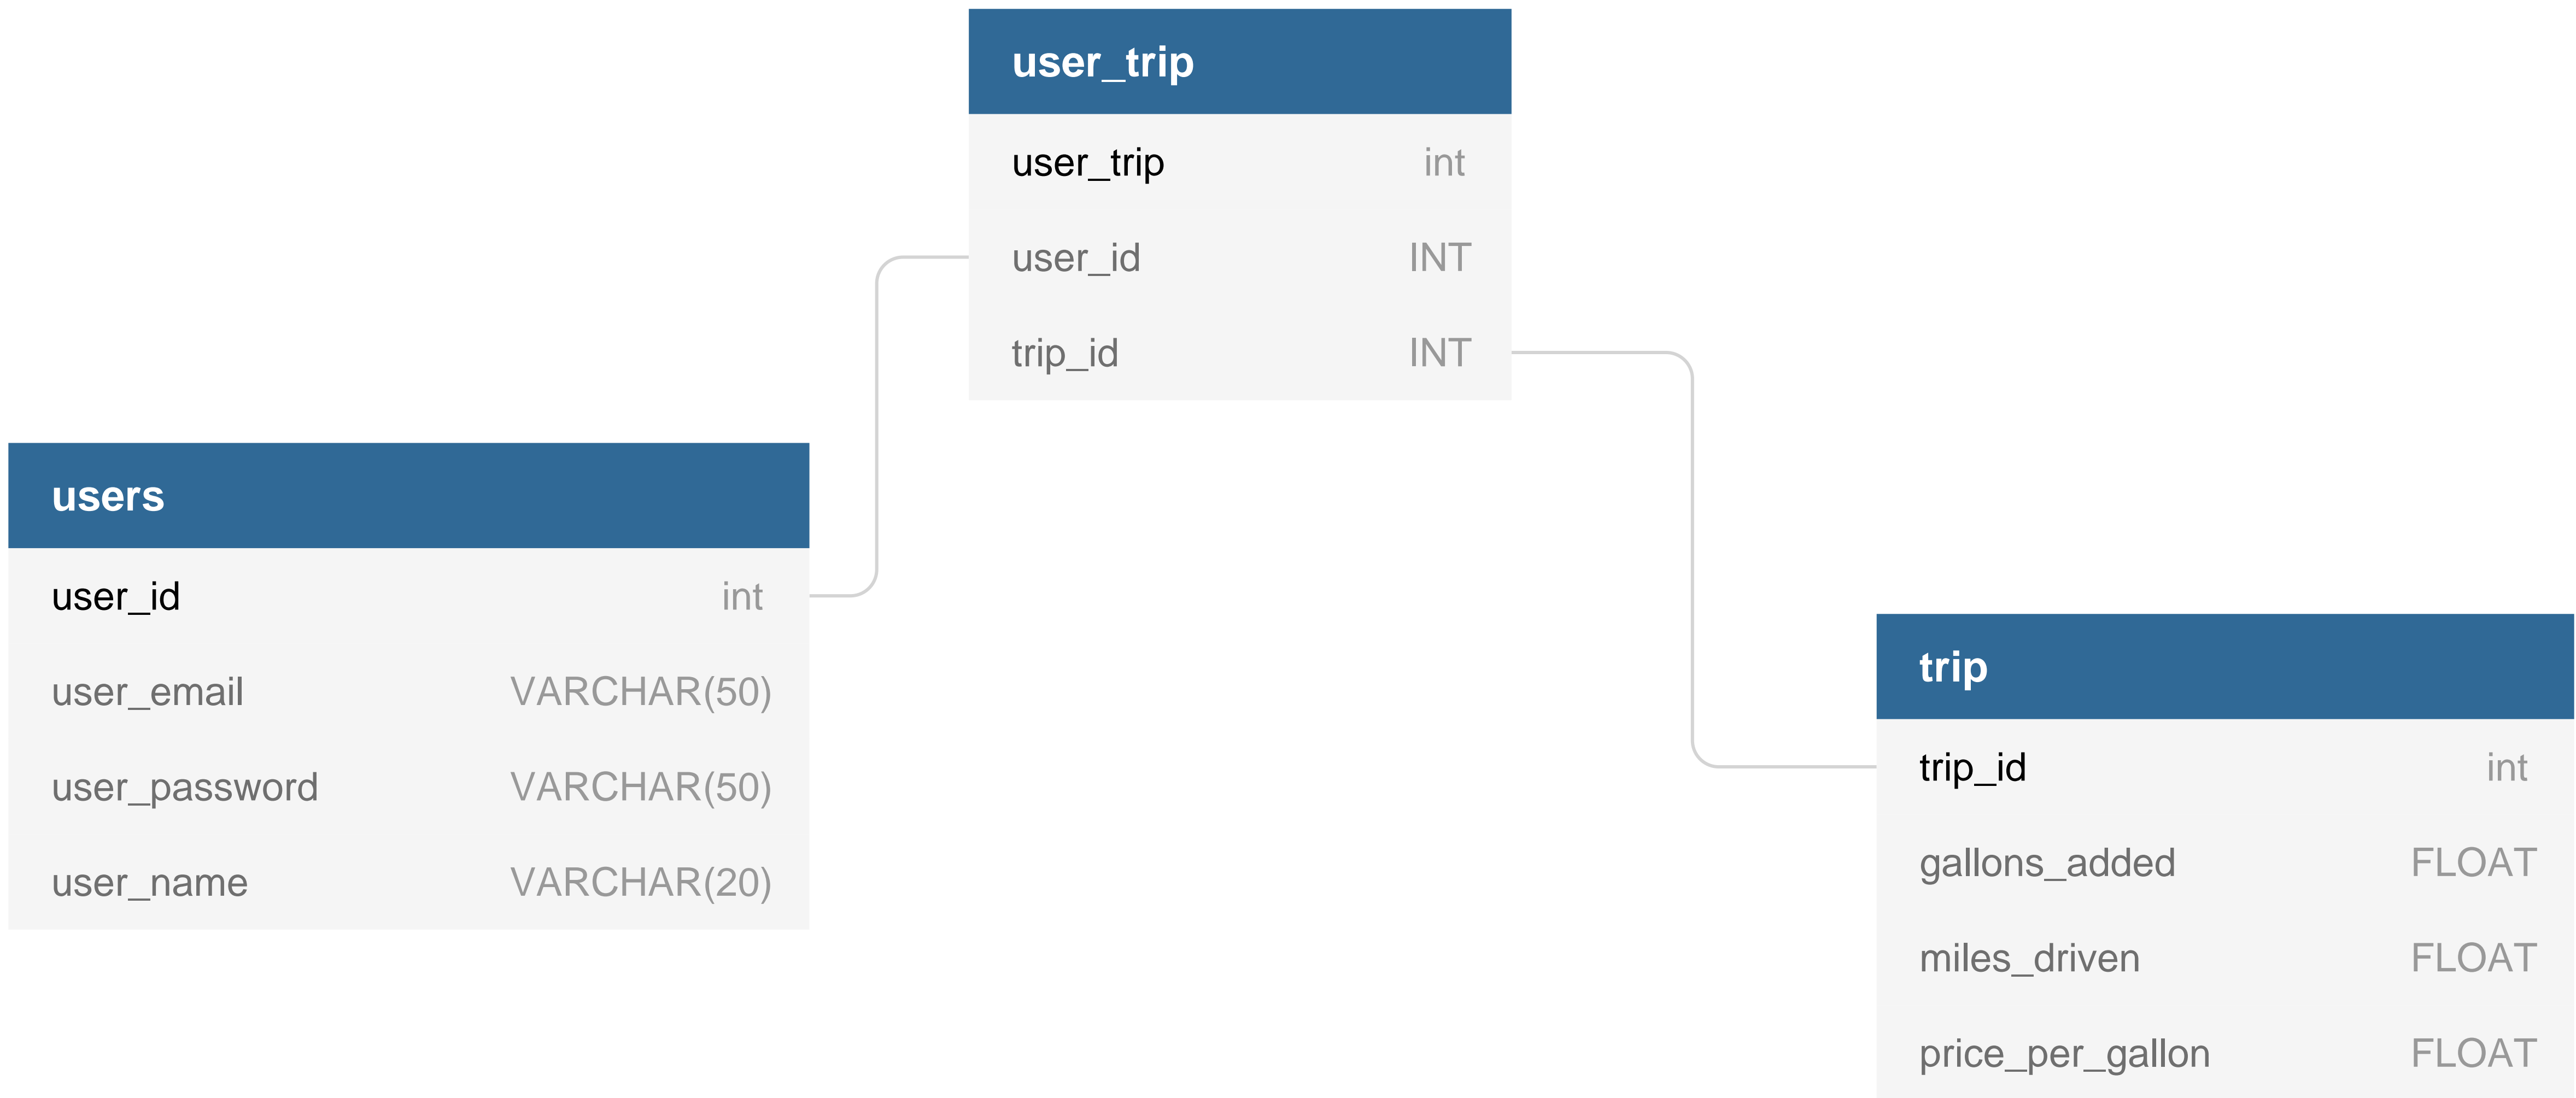 user_trip
user_trip int
user_id INT
trip_id INT
users
user_id int
user_email VARCHAR(50)
user_password VARCHAR(50)
user_name VARCHAR(20)
trip
trip_id int
gallons_added FLOAT
miles_driven FLOAT
price_per_gallon FLOAT